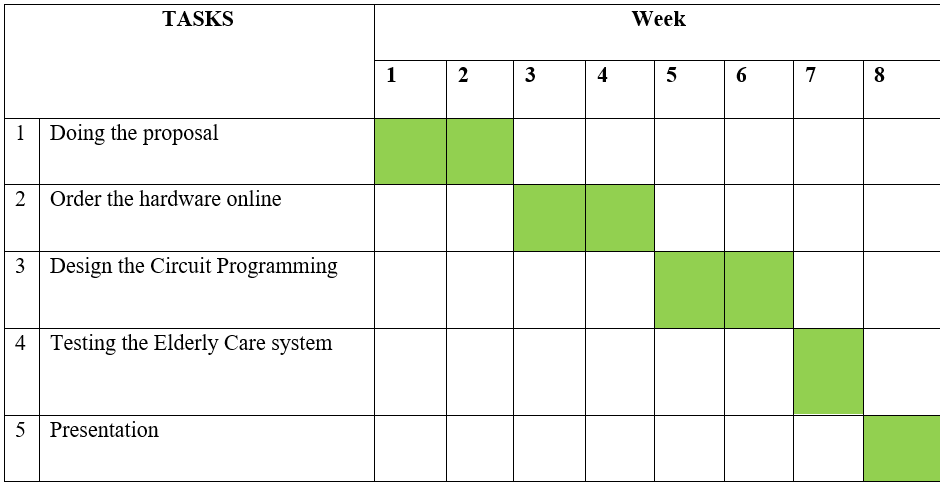 TASKS Week
1 2 3 4 5 6 7 8
1 Doing the proposal
2 Order the hardware online
3 Design the Circuit Programming
4 Testing the Elderly Care system
5 Presentation